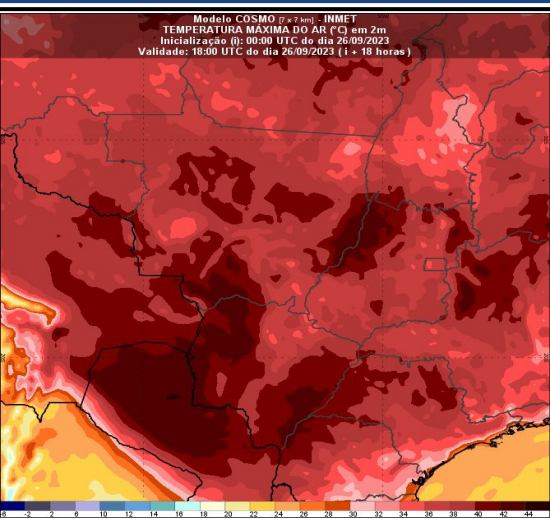 Modelo COSMO [7 x 7 km] - INMET
TEMPERATURA MÁXIMA DO AR (°C) em 2m
Inicialização (i): 00:00 UTC do dia 26/09/2023
Validade: 18:00 UTC do dia 26/09/2023 ( i + 18 horas )
-6 -2 2 6 10 12 14 16 18 20 22 24 26 28 30 32 34 36 38 40 42 44